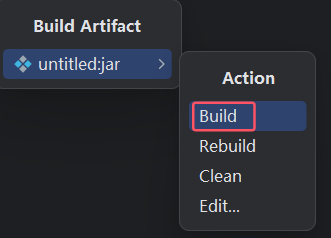 Build Artifact
untitled:jar
Action
Build
Rebuild
Clean
Edit...